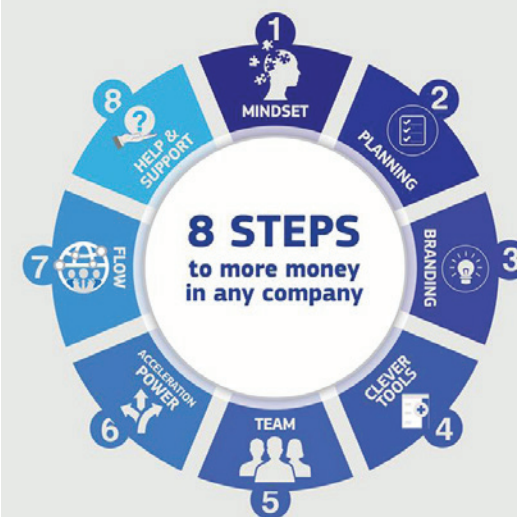 8 STEPS
to more money
in any company
1
MINDSET
2
PLANNING
3
BRANDING
4
CLEVER
TOOLS
5
TEAM
6
ACCELERATION
POWER
7
FLOW
8
HELP &
SUPPORT